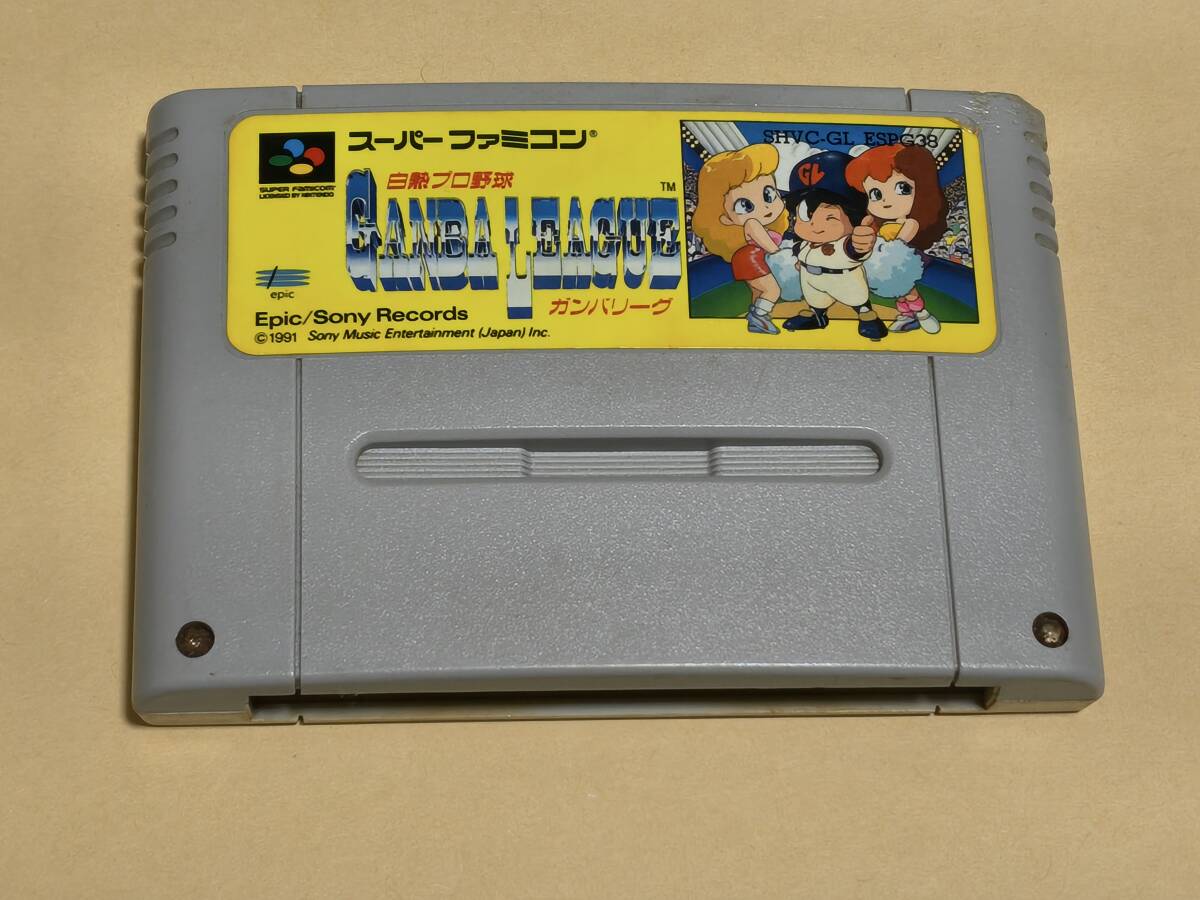 スーパーファミコン®
SUPER FAMICOM
LICENSED BY NINTENDO
白熱プロ野球
GANBA LEAGUE™
ガンバリーグ
SHVC-GL ESPG38
GL
epic
Epic/Sony Records
©1991 Sony Music Entertainment (Japan) Inc.